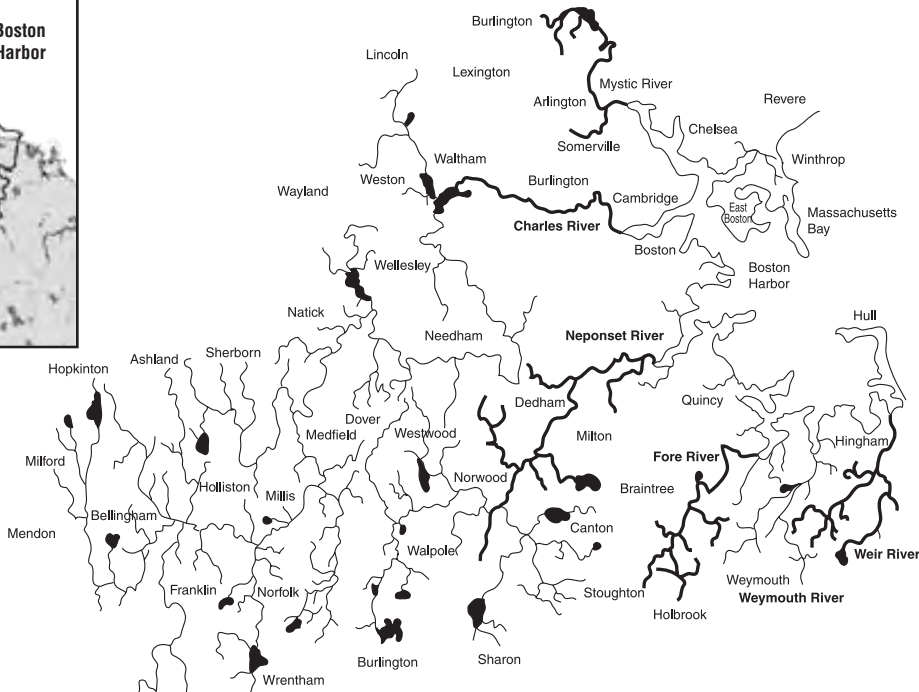 Boston
Harbor
Burlington
Lincoln
Lexington
Mystic River
Arlington
Revere
Chelsea
Somerville
Winthrop
Waltham
Weston
Burlington
Wayland
Cambridge
East
Boston
Massachusetts
Bay
Charles River
Boston
Wellesley
Boston
Harbor
Natick
Hull
Needham
Neponset River
Ashland
Sherborn
Hopkinton
Dedham
Quincy
Dover
Medfield
Westwood
Milton
Hingham
Fore River
Milford
Norwood
Braintree
Holliston
Millis
Bellingham
Mendon
Canton
Walpole
Weir River
Franklin
Norfolk
Stoughton
Weymouth
Weymouth River
Holbrook
Burlington
Sharon
Wrentham